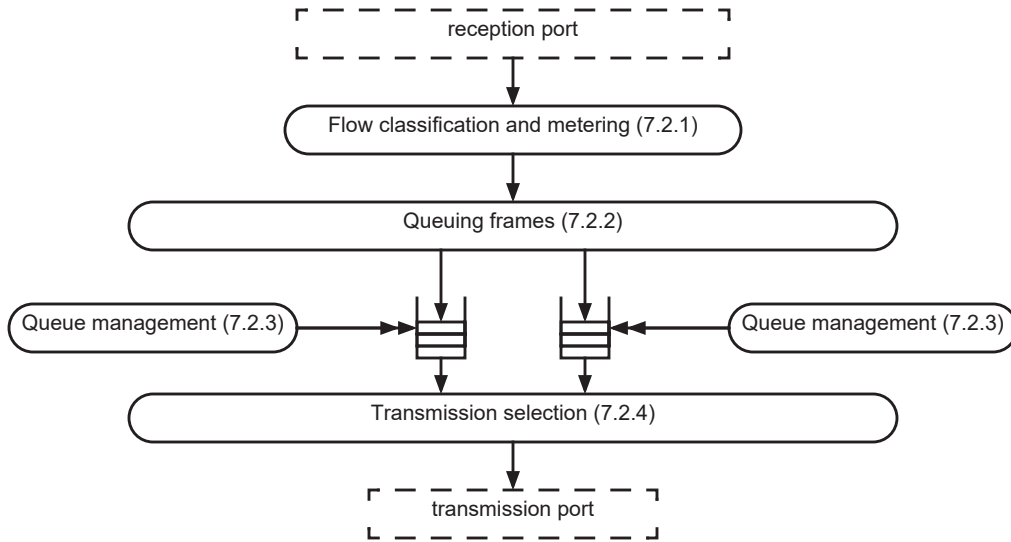 reception port
Flow classification and metering (7.2.1)
Queuing frames (7.2.2)
Queue management (7.2.3)
Queue management (7.2.3)
Transmission selection (7.2.4)
transmission port